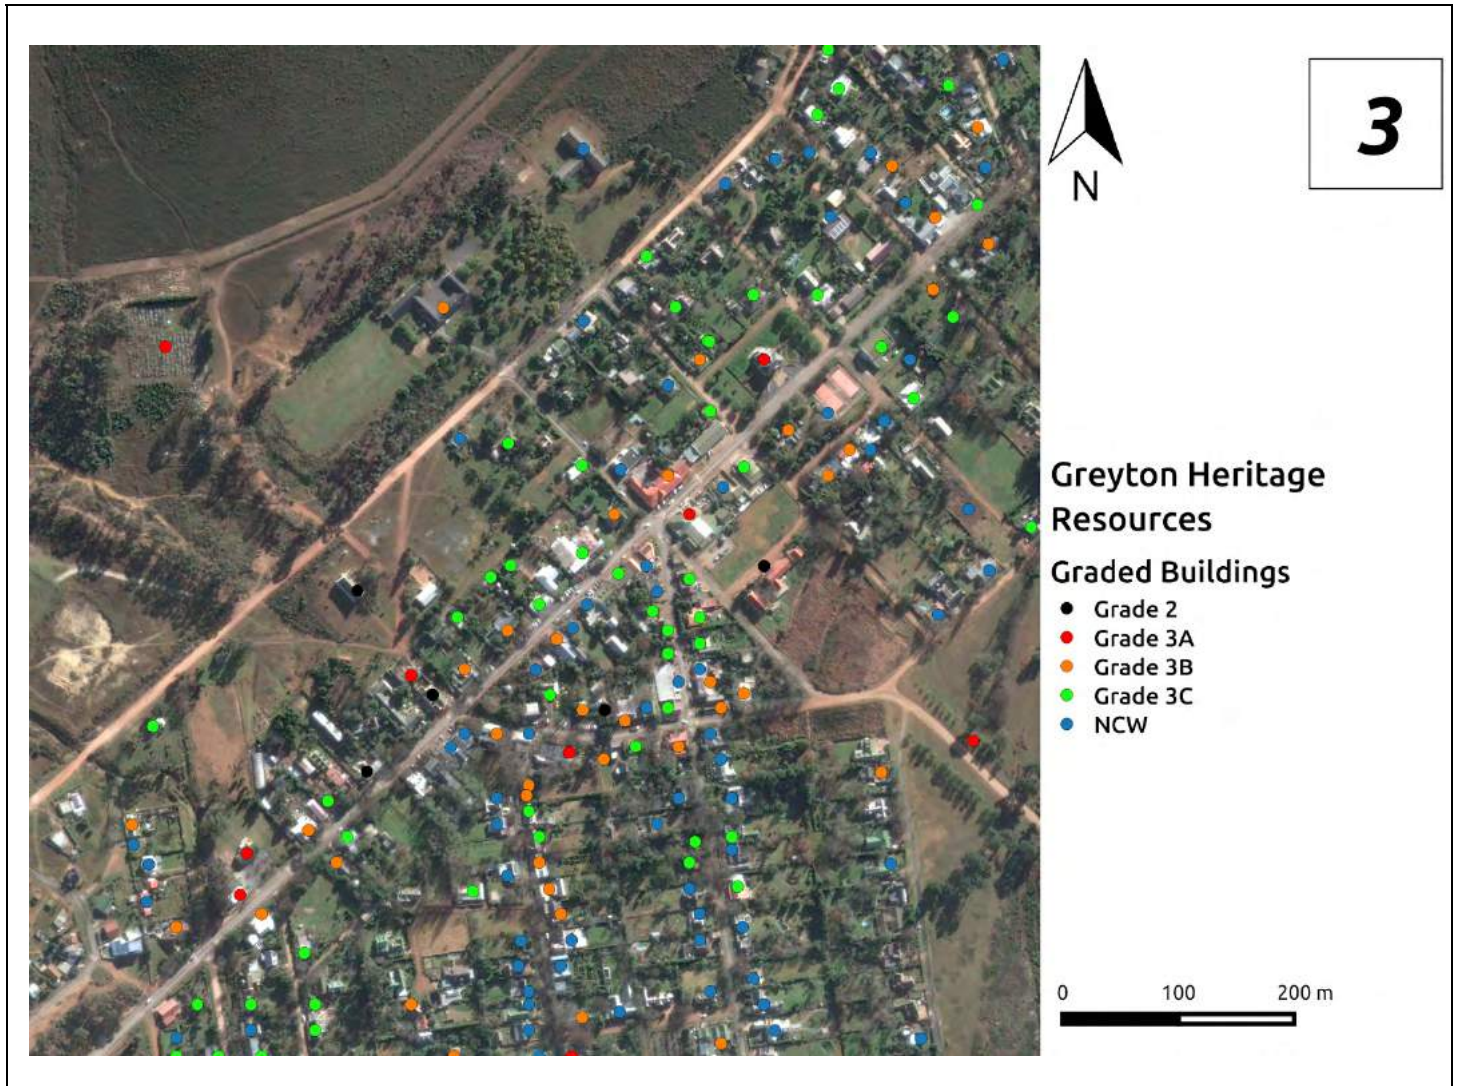 3
N
Greyton Heritage
Resources
Graded Buildings
Grade 2
Grade 3A
Grade 3B
Grade 3C
NCW
0 100 200 m